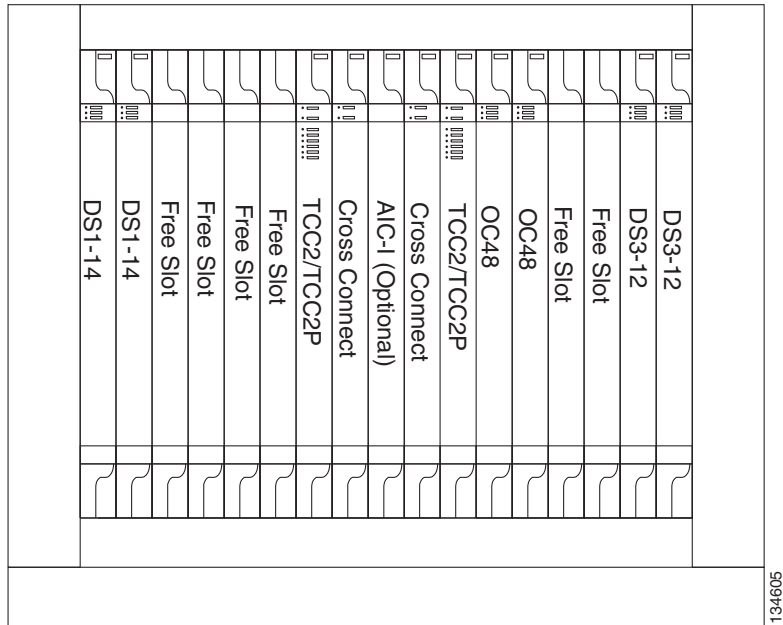 DS1-14
DS1-14
Free Slot
Free Slot
Free Slot
Free Slot
TCC2/TCC2P
Cross Connect
AIC-I (Optional)
Cross Connect
TCC2/TCC2P
OC48
OC48
Free Slot
Free Slot
DS3-12
DS3-12
134605